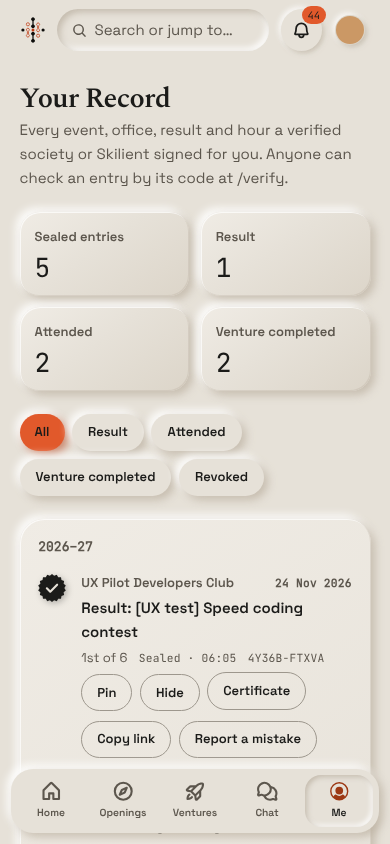 Search or jump to...
44
Your Record
Every event, office, result and hour a verified
society or Skilient signed for you. Anyone can
check an entry by its code at /verify.
Sealed entries
5
Result
1
Attended
2
Venture completed
2
All
Result
Attended
Venture completed
Revoked
2026–27
UX Pilot Developers Club
24 Nov 2026
Result: [UX test] Speed coding
contest
1st of 6 Sealed · 06:05 4Y36B-FTXVA
Pin
Hide
Certificate
Copy link
Report a mistake
Home
Openings
Ventures
Chat
Me